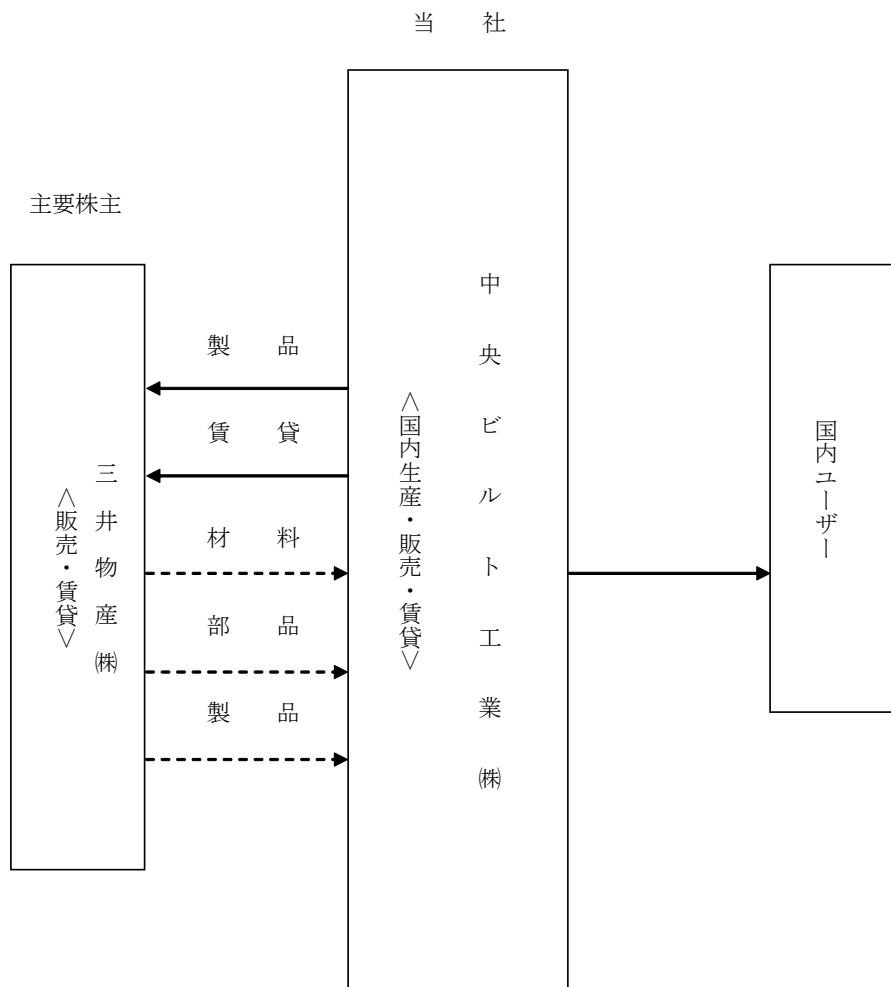 当　社
主要株主
製　品
賃　貸
材　料
部　品
製　品
三井物産㈱
＜販売・賃貸＞
中央ビルト工業㈱
＜国内生産・販売・賃貸＞
国内ユーザー